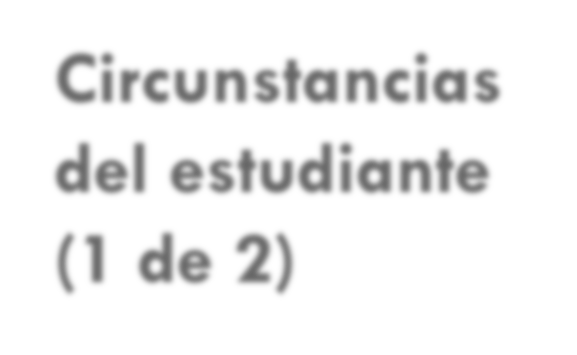 Circunstancias
del estudiante
(1 de 2)